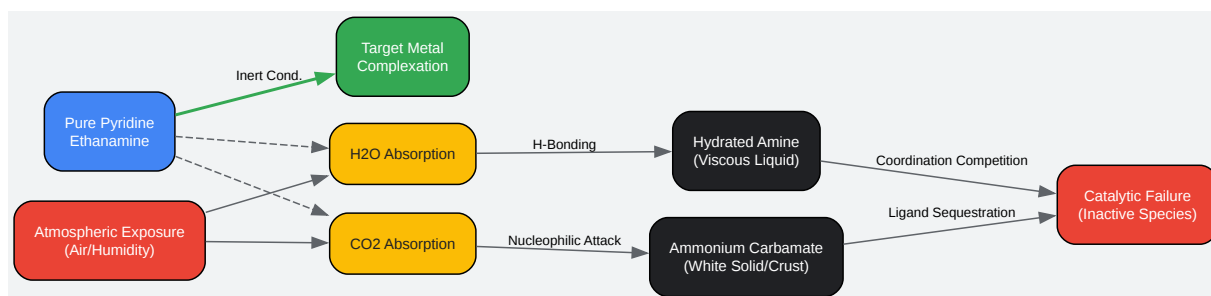 Target Metal
Complexation
Inert Cond.
Pure Pyridine
Ethanamine
H2O Absorption
H-Bonding
Hydrated Amine
(Viscous Liquid)
Coordination Competition
Catalytic Failure
(Inactive Species)
Atmospheric Exposure
(Air/Humidity)
CO2 Absorption
Nucleophilic Attack
Ammonium Carbamate
(White Solid/Crust)
Ligand Sequestration